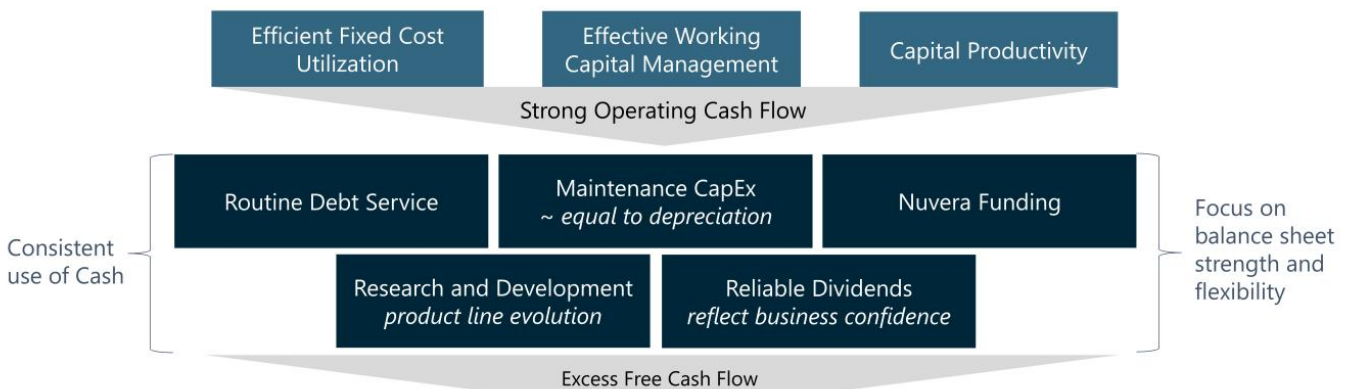 Efficient Fixed Cost
Utilization
Effective Working
Capital Management
Capital Productivity
Strong Operating Cash Flow
Consistent
use of Cash
Routine Debt Service
Maintenance CapEx
~ equal to depreciation
Nuvera Funding
Research and Development
product line evolution
Reliable Dividends
reflect business confidence
Focus on
balance sheet
strength and
flexibility
Excess Free Cash Flow